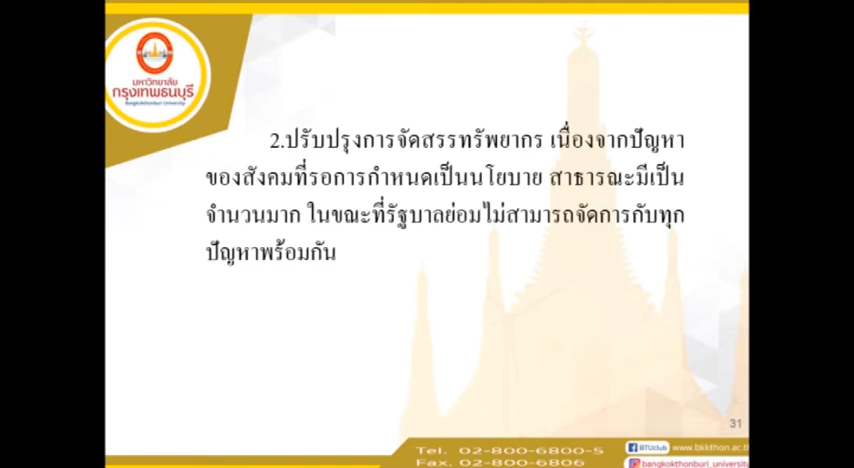 มหาวิทยาลัย
กรุงเทพธนบุรี
Bangkokthonburi University
2.ปรับปรุงการจัดสรรทรัพยากร เนื่องจากปัญหา
ของสังคมที่รอการกำหนดเป็นนโยบาย สาธารณะมีเป็น
จำนวนมาก ในขณะที่รัฐบาลย่อมไม่สามารถจัดการกับทุก
ปัญหาพร้อมกัน
31
Tel. 02-800-6800-5
Fax. 02-800-6806
BTUclub
www.bkkthon.ac.t
bangkokthonburi_university